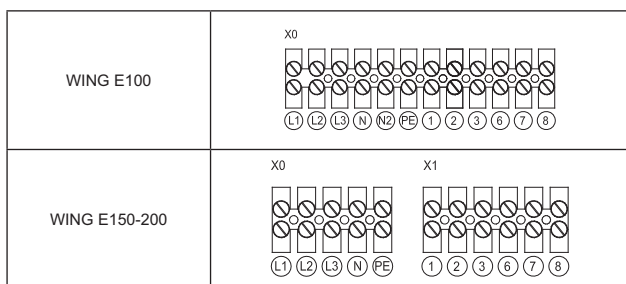 X0
WING E100
L1 L2 L3 N N2 PE 1 2 3 6 7 8
X0 X1
WING E150-200
L1 L2 L3 N PE 1 2 3 6 7 8